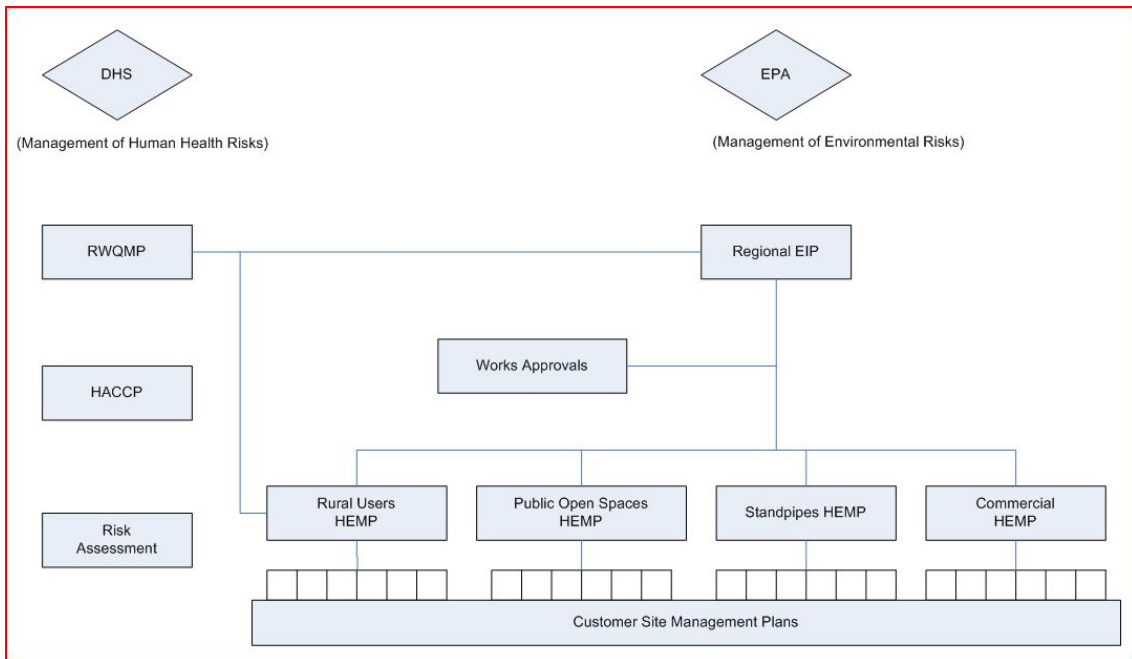 DHS
EPA
(Management of Human Health Risks)
(Management of Environmental Risks)
RWQMP
Regional EIP
Works Approvals
HACCP
Rural Users
HEMP
Public Open Spaces
HEMP
Standpipes HEMP
Commercial
HEMP
Risk
Assessment
Customer Site Management Plans